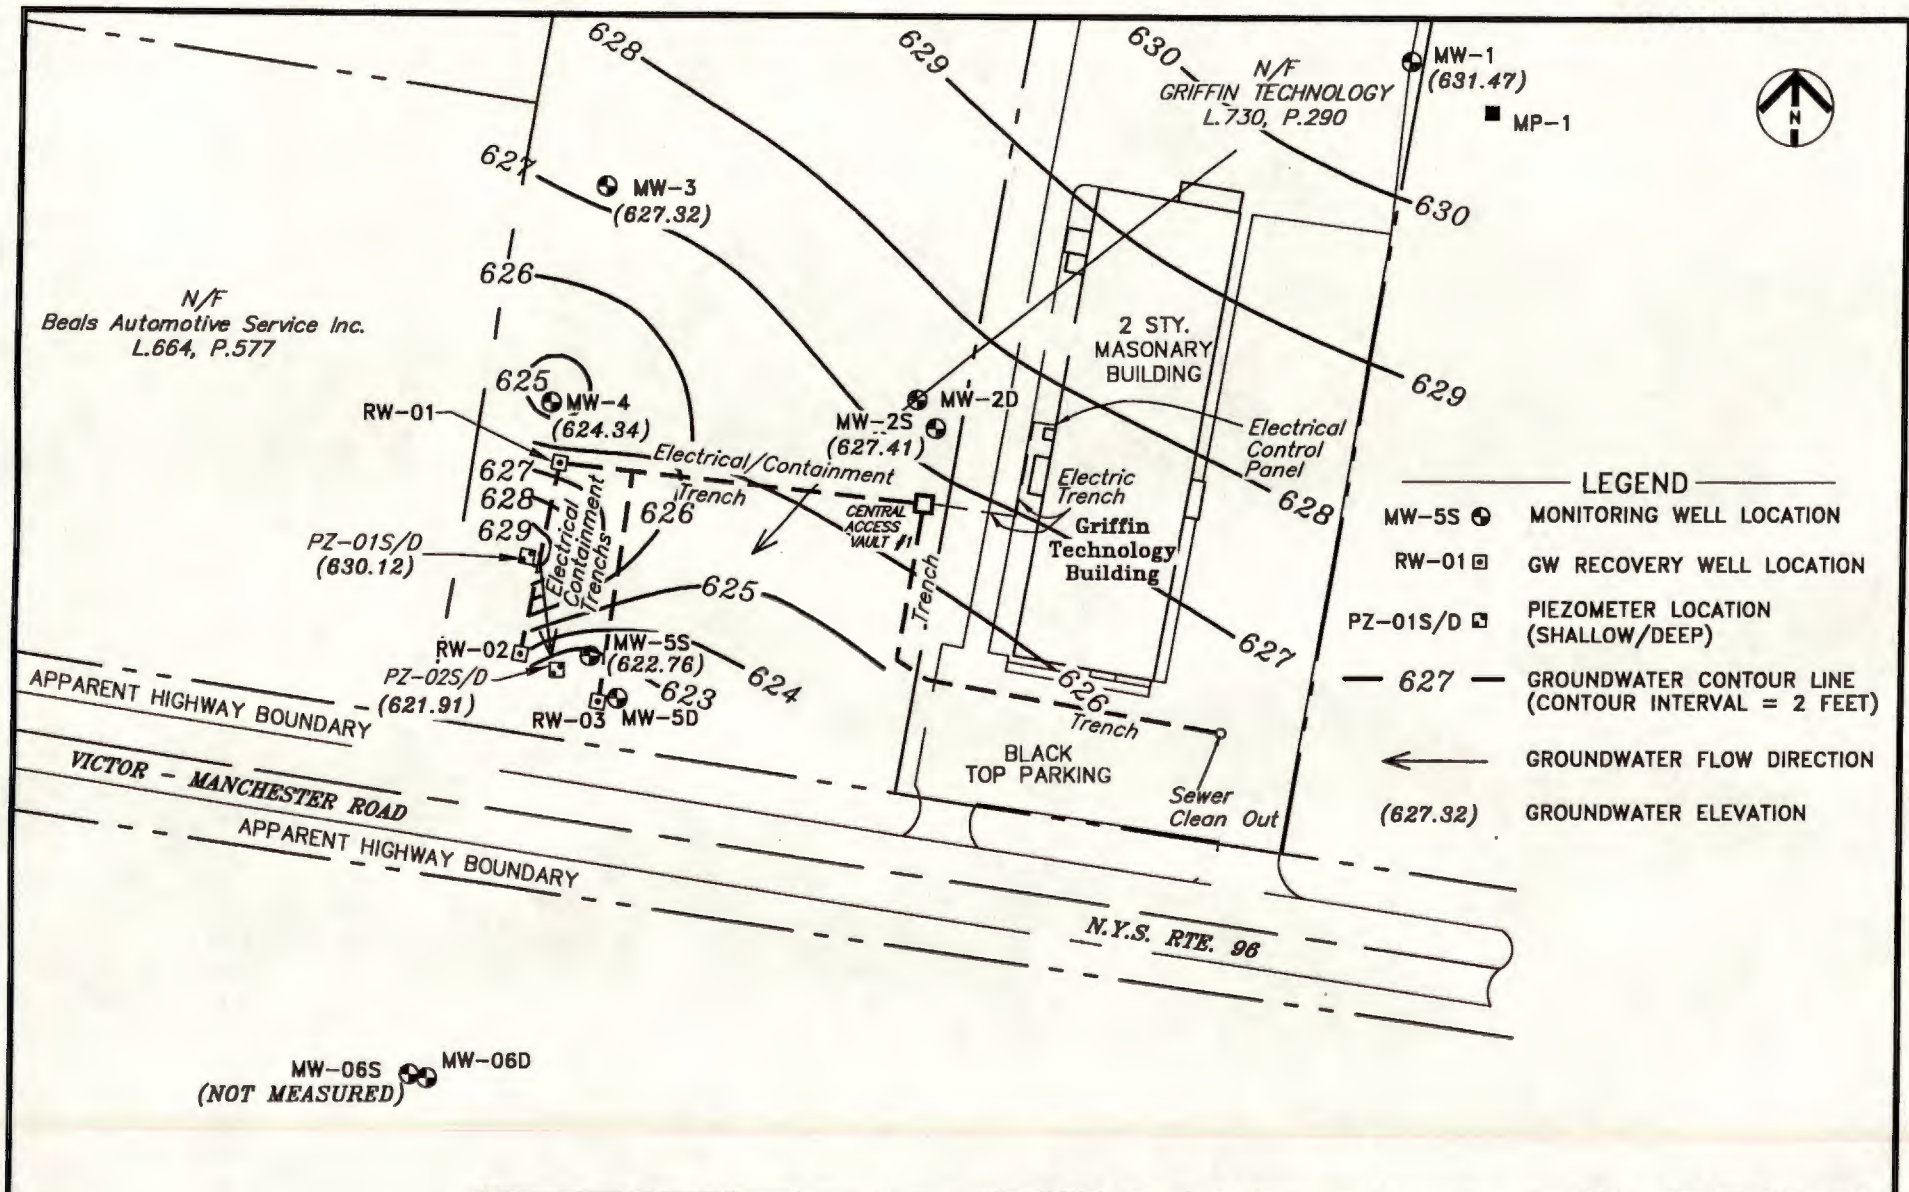 628
629
630
N/F
GRIFFIN TECHNOLOGY
L.730, P.290
MW-1
(631.47)
MP-1
N
627
MW-3
(627.32)
630
626
N/F
Beals Automotive Service Inc.
L.664, P.577
2 STY.
MASONARY
BUILDING
625
MW-4
(624.34)
RW-01
MW-2D
MW-2S
(627.41)
629
Electrical
Control
Panel
Electrical/Containment
Trench
627
628
629
626
Electrical
Containment
Trenchs
CENTRAL
ACCESS
VAULT #1
Electric
Trench
Griffin
Technology
Building
628
PZ-01S/D
(630.12)
Trench
625
627
RW-02
MW-5S
(622.76)
PZ-02S/D
(621.91)
623
624
626
RW-03
MW-5D
Trench
BLACK
TOP PARKING
Sewer
Clean Out
LEGEND
MW-5S MONITORING WELL LOCATION
RW-01 GW RECOVERY WELL LOCATION
PZ-01S/D PIEZOMETER LOCATION
(SHALLOW/DEEP)
627 GROUNDWATER CONTOUR LINE
(CONTOUR INTERVAL = 2 FEET)
GROUNDWATER FLOW DIRECTION
(627.32) GROUNDWATER ELEVATION
APPARENT HIGHWAY BOUNDARY
VICTOR - MANCHESTER ROAD
APPARENT HIGHWAY BOUNDARY
N.Y.S. RTE. 96
MW-06S
MW-06D
(NOT MEASURED)